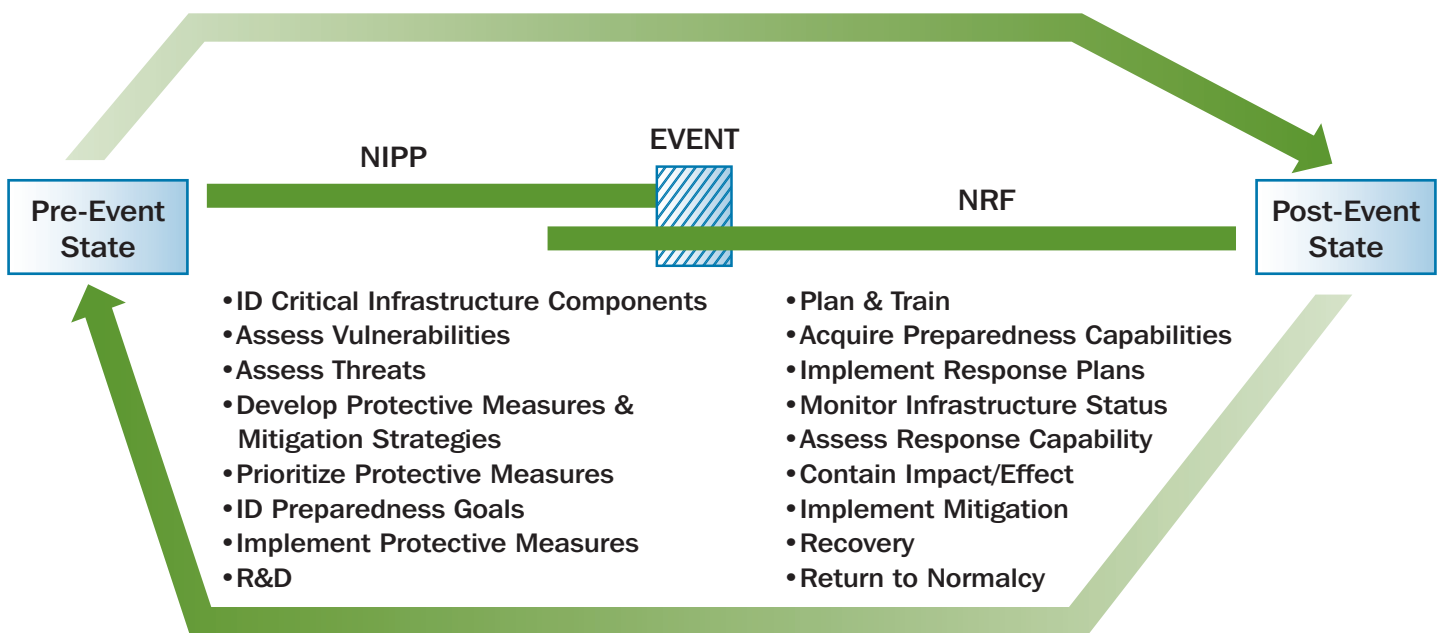 EVENT
NIPP
NRF
Pre-Event
State
Post-Event
State
•ID Critical Infrastructure Components
•Assess Vulnerabilities
•Assess Threats
•Develop Protective Measures &
Mitigation Strategies
•Prioritize Protective Measures
•ID Preparedness Goals
•Implement Protective Measures
•R&D
•Plan & Train
•Acquire Preparedness Capabilities
•Implement Response Plans
•Monitor Infrastructure Status
•Assess Response Capability
•Contain Impact/Effect
•Implement Mitigation
•Recovery
•Return to Normalcy